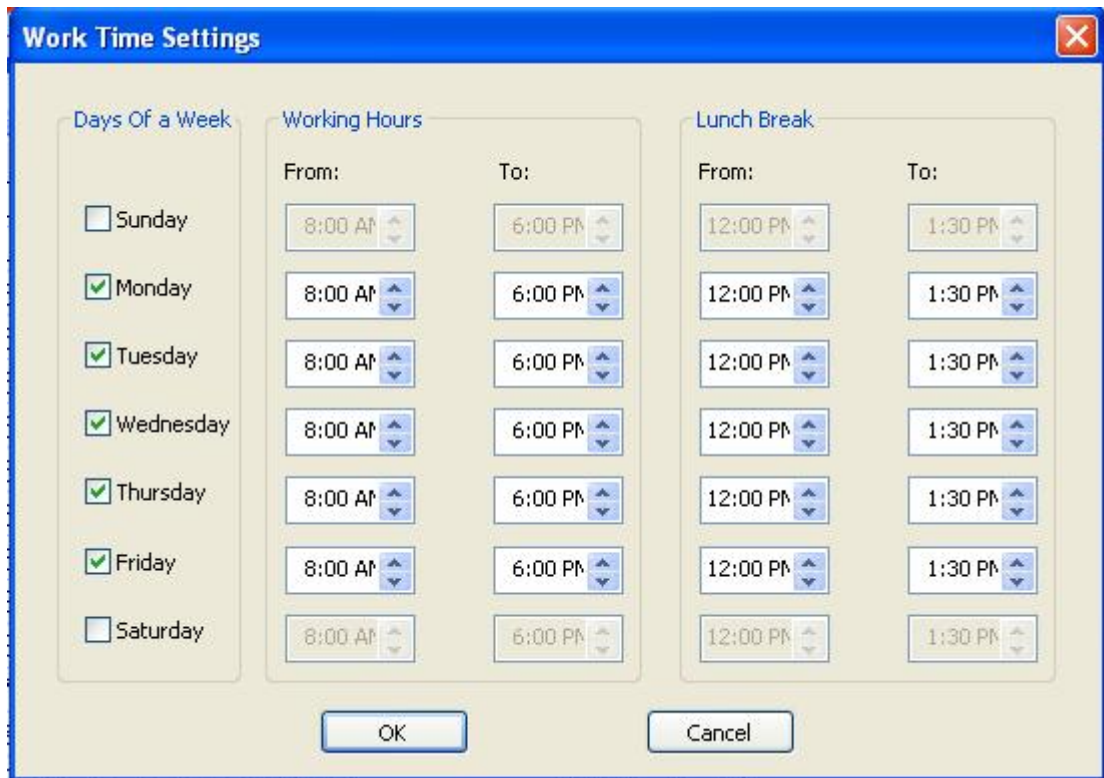 Work Time Settings
Days Of a Week Working Hours Lunch Break
From: To: From: To:
Sunday 8:00 AM 6:00 PM 12:00 PM 1:30 PM
Monday 8:00 AM 6:00 PM 12:00 PM 1:30 PM
Tuesday 8:00 AM 6:00 PM 12:00 PM 1:30 PM
Wednesday 8:00 AM 6:00 PM 12:00 PM 1:30 PM
Thursday 8:00 AM 6:00 PM 12:00 PM 1:30 PM
Friday 8:00 AM 6:00 PM 12:00 PM 1:30 PM
Saturday 8:00 AM 6:00 PM 12:00 PM 1:30 PM
OK Cancel